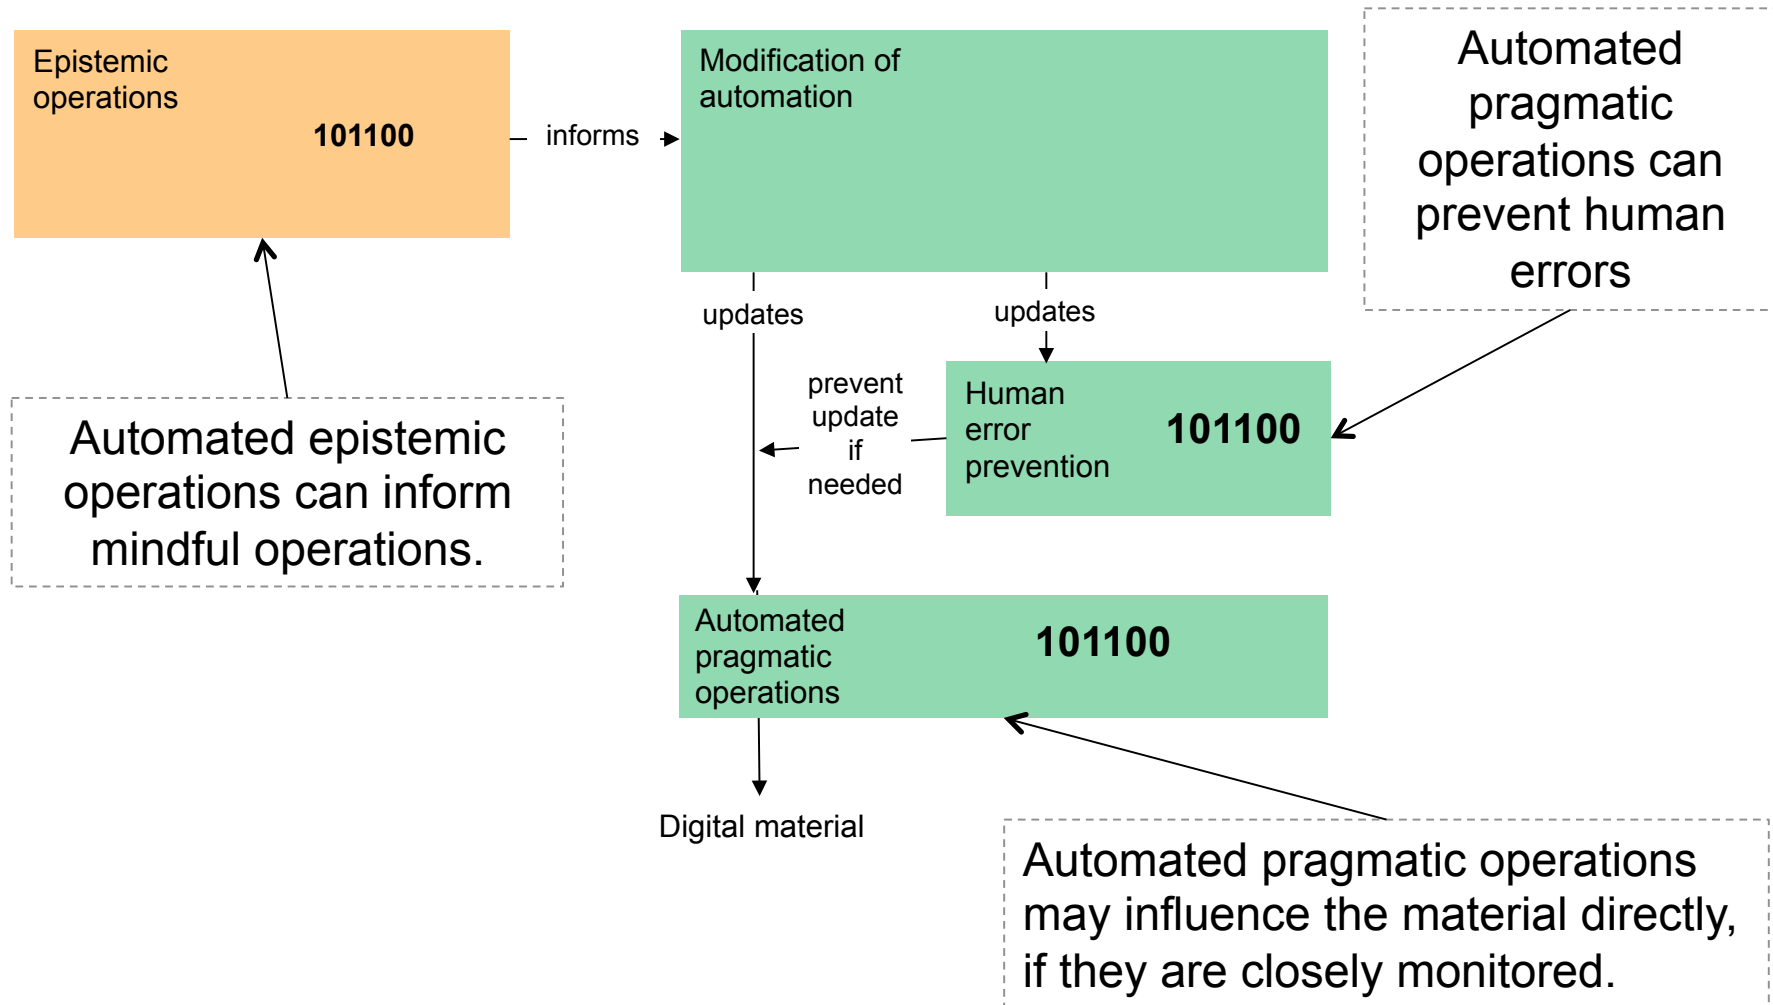 Epistemic
operations
101100
informs
Modification of
automation
Automated
pragmatic
operations can
prevent human
errors
updates
updates
prevent
update
if
needed
Human
error
prevention
101100
Automated epistemic
operations can inform
mindful operations.
Automated
pragmatic
operations
101100
Digital material
Automated pragmatic operations
may influence the material directly,
if they are closely monitored.